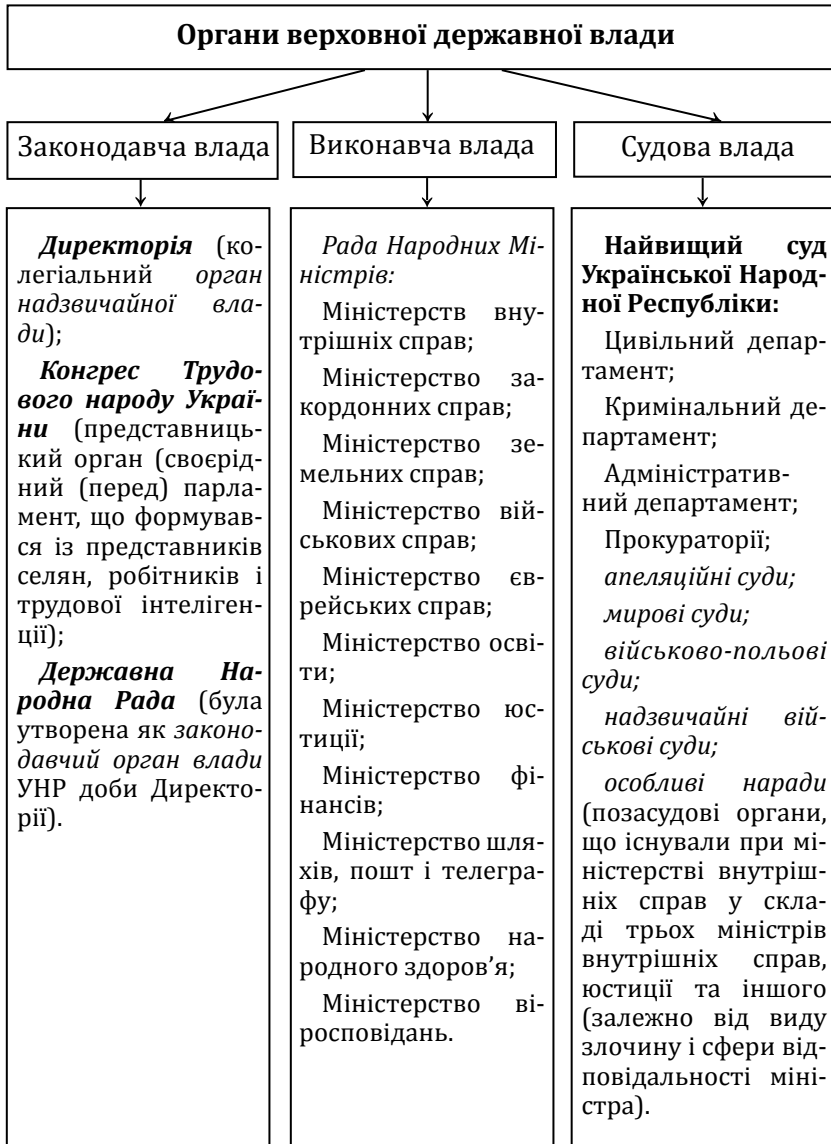 Органи верховної державної влади
Законодавча влада
Виконавча влада
Судова влада
Директорія (ко-
легіальний орган
надзвичайної вла-
ди);
Конгрес Трудо-
вого народу Украї-
ни (представниць-
кий орган (своєрід-
ний (перед) парла-
мент, що формував-
ся із представників
селян, робітників і
трудової інтеліген-
ції);
Державна На-
родна Рада (була
утворена як законо-
давчий орган влади
УНР доби Директо-
рії).
Рада Народних Мі-
ністрів:
Міністерств вну-
трішніх справ;
Міністерство за-
кордонних справ;
Міністерство зе-
мельних справ;
Міністерство вій-
ськових справ;
Міністерство єв-
рейських справ;
Міністерство осві-
ти;
Міністерство юс-
тиції;
Міністерство фі-
нансів;
Міністерство шля-
хів, пошт і телегра-
фу;
Міністерство на-
родного здоров’я;
Міністерство ві-
росповідань.
Найвищий суд
Української Народ-
ної Республіки:
Цивільний депар-
тамент;
Кримінальний де-
партамент;
Адміністратив-
ний департамент;
Прокураторії;
апеляційні суди;
мирові суди;
військово-польові
суди;
надзвичайні вій-
ськові суди;
особливі наради
(позасудові органи,
що існували при мі-
ністерстві внутріш-
ніх справ у скла-
ді трьох міністрів
внутрішніх справ,
юстиції та іншого
(залежно від виду
злочину і сфери від-
повідальності міні-
стра).